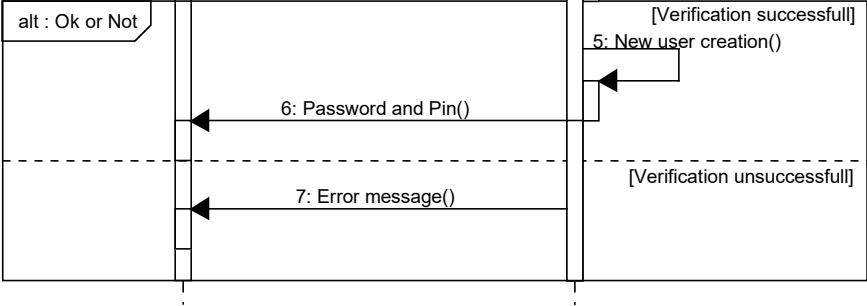 alt : Ok or Not
[Verification successfull]
5: New user creation()
6: Password and Pin()
[Verification unsuccessfull]
7: Error message()